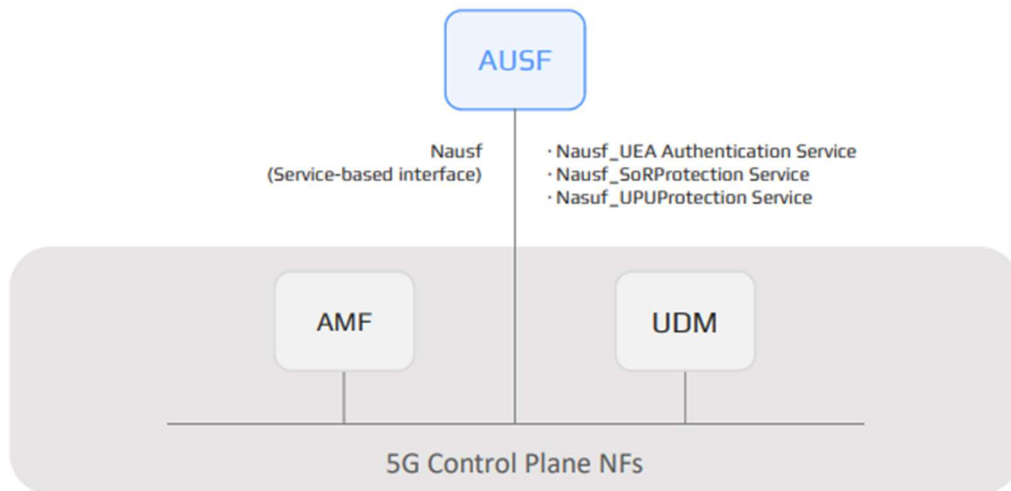 AUSF
Nausf
(Service-based interface)
· Nausf_UEA Authentication Service
· Nausf_SoRProtection Service
· Nasuf_UPUProtection Service
AMF
UDM
5G Control Plane NFs